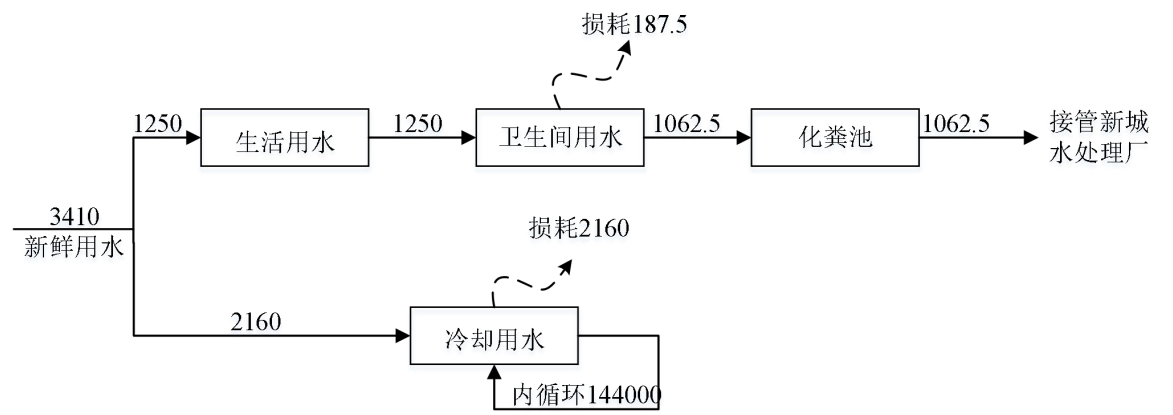 损耗187.5
1250
生活用水
1250
卫生间用水
1062.5
化粪池
1062.5
接管新城
水处理厂
3410
新鲜用水
损耗2160
2160
冷却用水
内循环144000